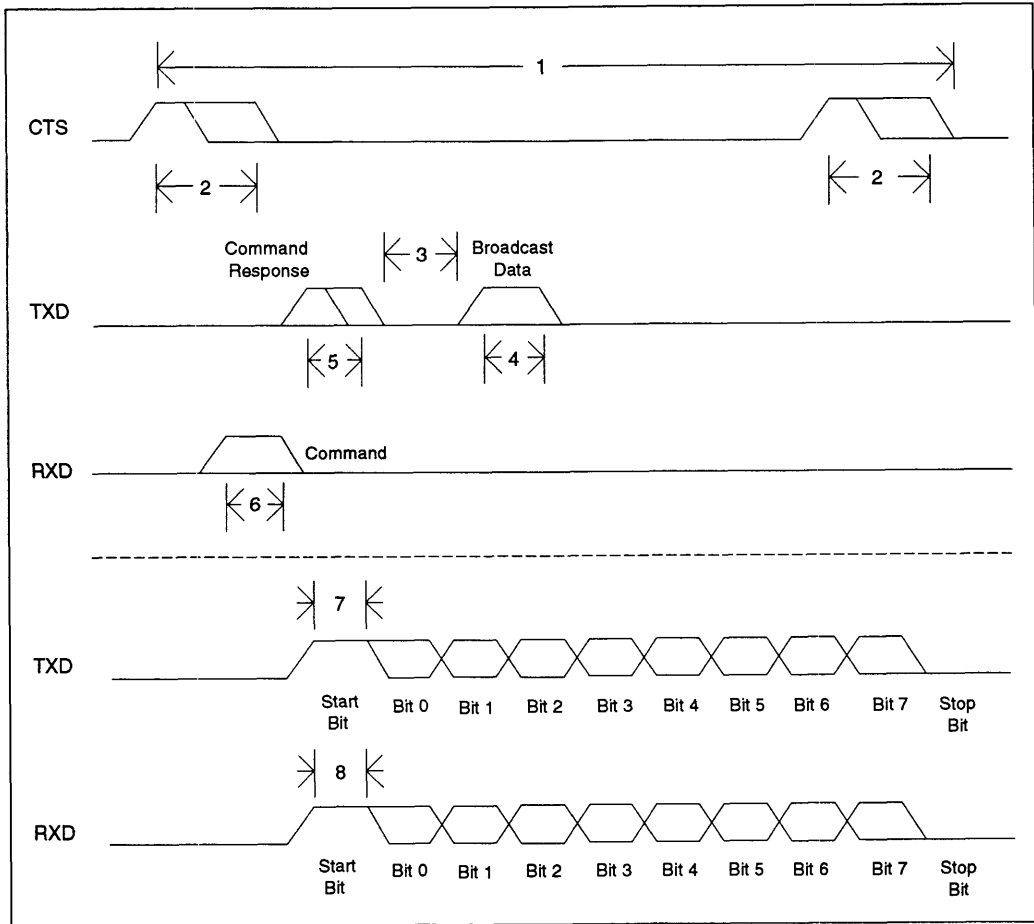 1
CTS
2
2
Command
Response
3
Broadcast
Data
TXD
5
4
RXD
Command
6
7
TXD
Start
Bit
Bit 0
Bit 1
Bit 2
Bit 3
Bit 4
Bit 5
Bit 6
Bit 7
Stop
Bit
8
RXD
Start
Bit
Bit 0
Bit 1
Bit 2
Bit 3
Bit 4
Bit 5
Bit 6
Bit 7
Stop
Bit